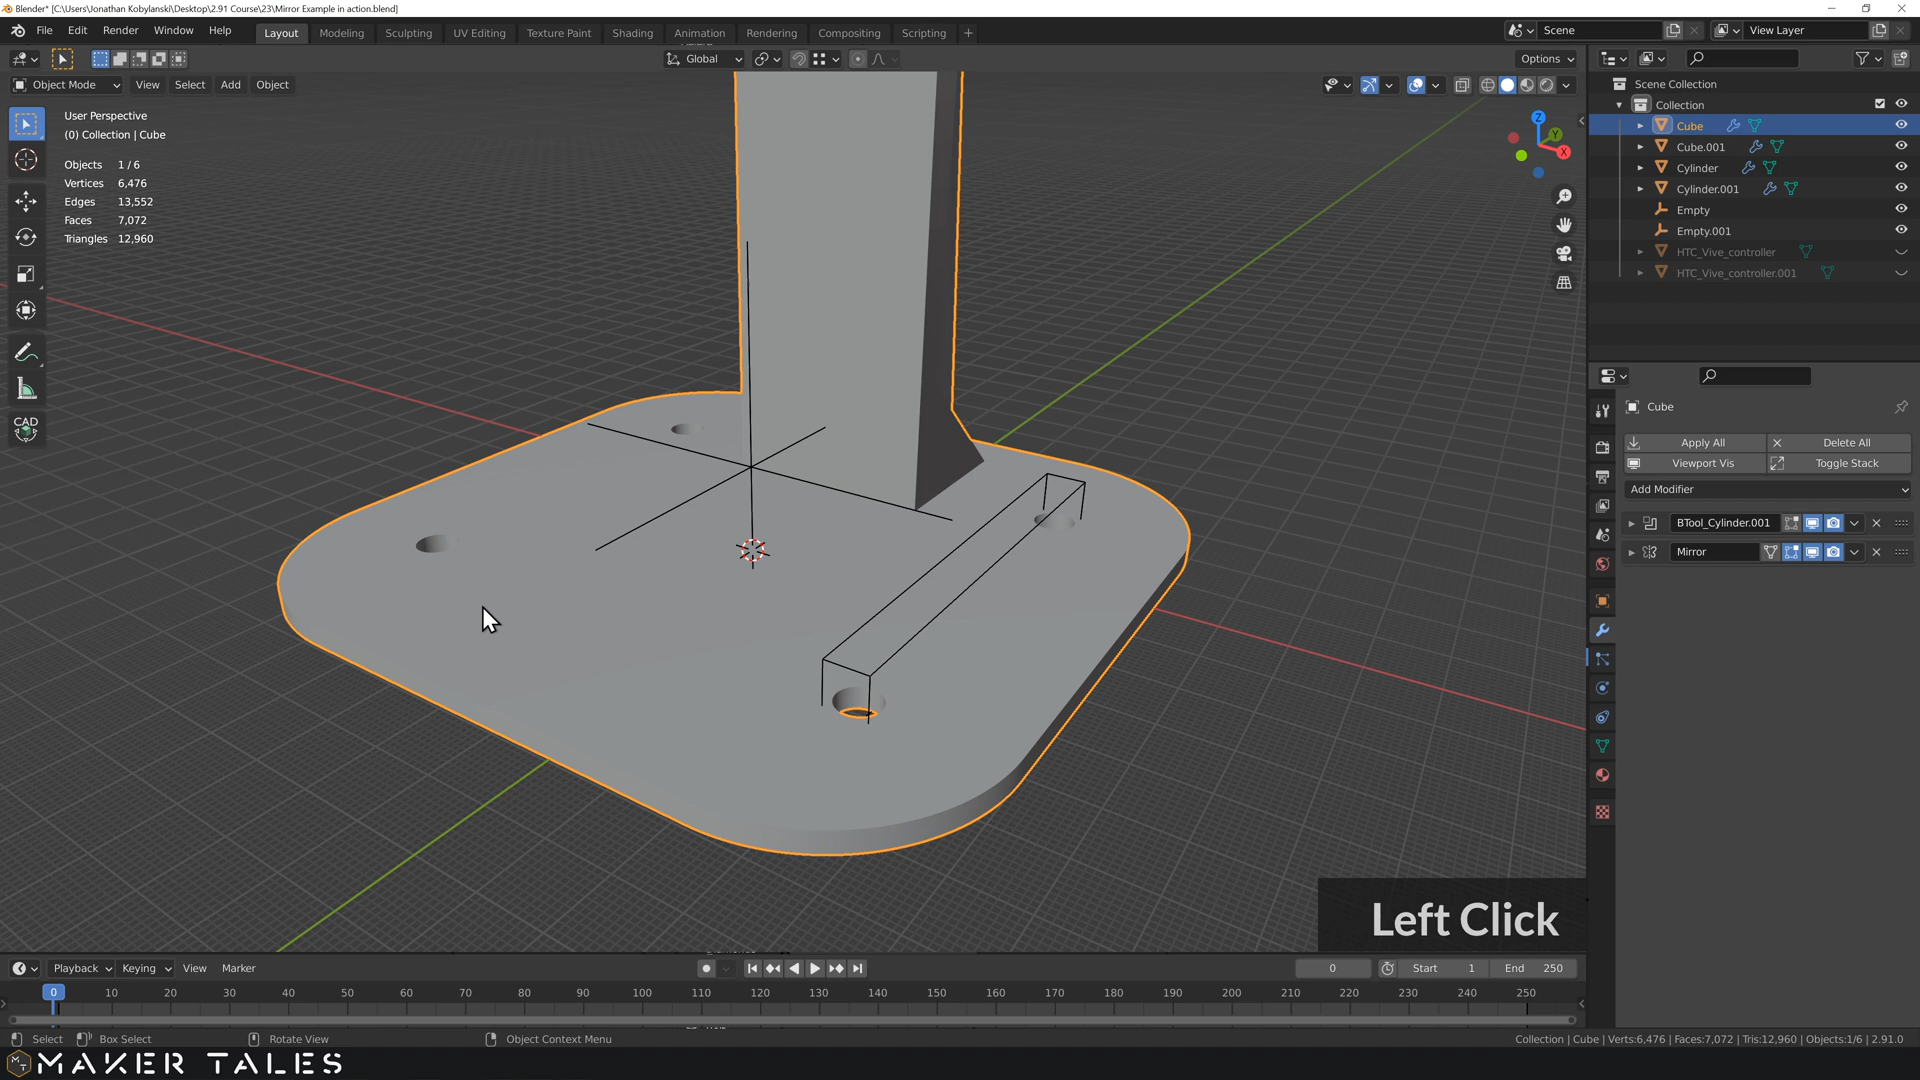 Blender* [C:\Users\Jonathan Kobylanski\Desktop\2.91 Course\23\Mirror Example in action.blend]
File Edit Render Window Help Layout Modeling Sculpting UV Editing Texture Paint Shading Animation Rendering Compositing Scripting + Scene View Layer
Global Options
Object Mode View Select Add Object
User Perspective
(0) Collection | Cube
Objects 1 / 6
Vertices 6,476
Edges 13,552
Faces 7,072
Triangles 12,960
CAD
Z
Y
X
Scene Collection
Collection
Cube
Cube.001
Cylinder
Cylinder.001
Empty
Empty.001
HTC_Vive_controller
HTC_Vive_controller.001
Cube
Apply All Delete All
Viewport Vis Toggle Stack
Add Modifier
BTool_Cylinder.001
Mirror
Left Click
Playback Keying View Marker 0 Start 1 End 250
0 10 20 30 40 50 60 70 80 90 100 110 120 130 140 150 160 170 180 190 200 210 220 230 240 250
Select Box Select Rotate View Object Context Menu Collection | Cube | Verts:6,476 | Faces:7,072 | Tris:12,960 | Objects:1/6 | 2.91.0
MAKER TALES